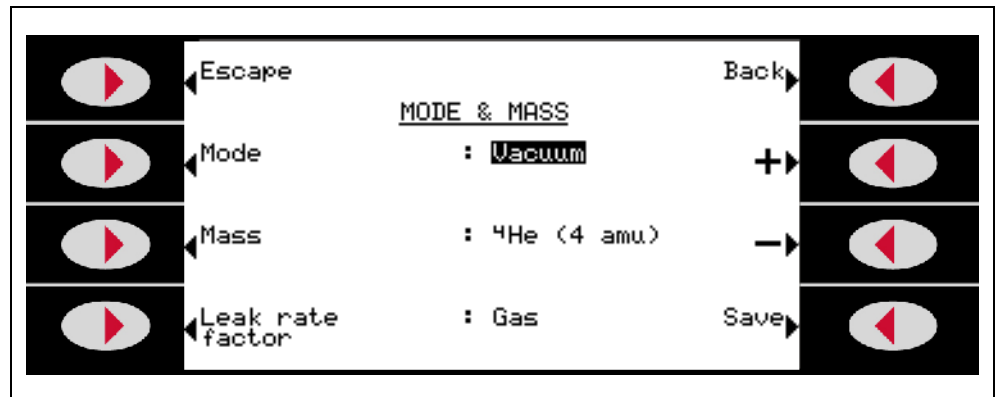 Escape Back
MODE & MASS
Mode : Vacuum +
Mass : ⁴He (4 amu) −
Leak rate : Gas Save
factor